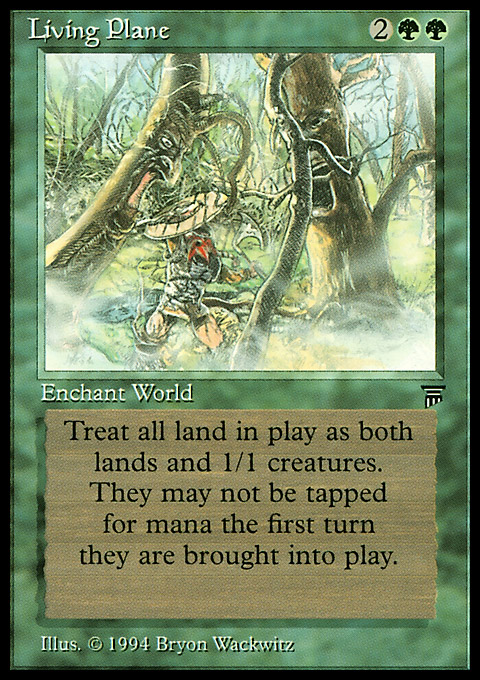 Living Plane 2
Enchant World
Treat all land in play as both
lands and 1/1 creatures.
They may not be tapped
for mana the first turn
they are brought into play.
Illus. © 1994 Bryon Wackwitz